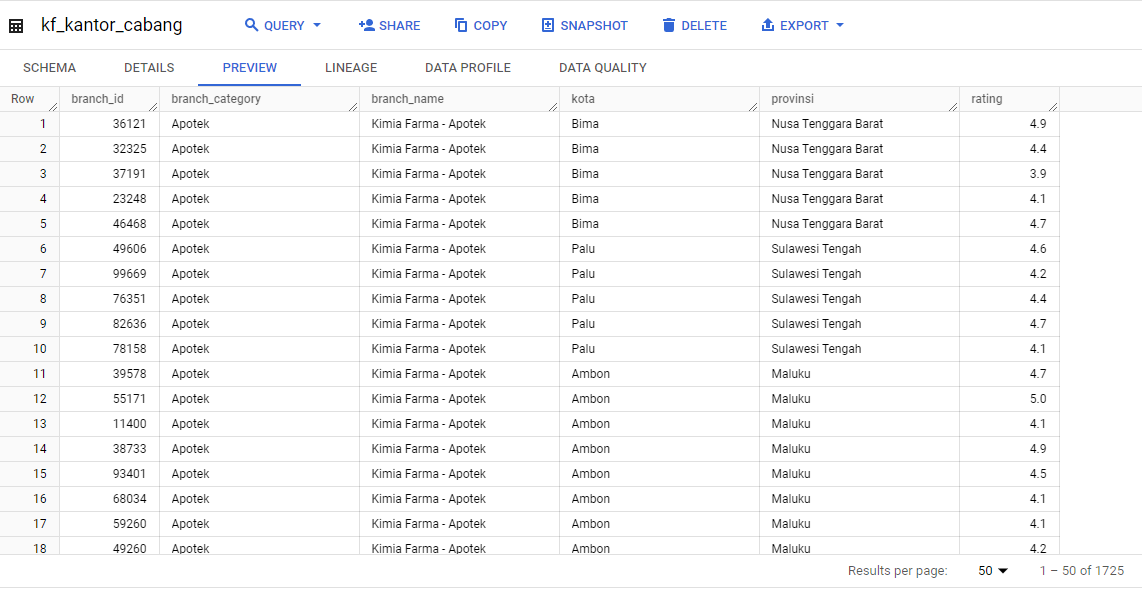 kf_kantor_cabang QUERY SHARE COPY SNAPSHOT DELETE EXPORT
SCHEMA DETAILS PREVIEW LINEAGE DATA PROFILE DATA QUALITY
Row branch_id branch_category branch_name kota provinsi rating
1 36121 Apotek Kimia Farma - Apotek Bima Nusa Tenggara Barat 4.9
2 32325 Apotek Kimia Farma - Apotek Bima Nusa Tenggara Barat 4.4
3 37191 Apotek Kimia Farma - Apotek Bima Nusa Tenggara Barat 3.9
4 23248 Apotek Kimia Farma - Apotek Bima Nusa Tenggara Barat 4.1
5 46468 Apotek Kimia Farma - Apotek Bima Nusa Tenggara Barat 4.7
6 49606 Apotek Kimia Farma - Apotek Palu Sulawesi Tengah 4.6
7 99669 Apotek Kimia Farma - Apotek Palu Sulawesi Tengah 4.2
8 76351 Apotek Kimia Farma - Apotek Palu Sulawesi Tengah 4.4
9 82636 Apotek Kimia Farma - Apotek Palu Sulawesi Tengah 4.7
10 78158 Apotek Kimia Farma - Apotek Palu Sulawesi Tengah 4.1
11 39578 Apotek Kimia Farma - Apotek Ambon Maluku 4.7
12 55171 Apotek Kimia Farma - Apotek Ambon Maluku 5.0
13 11400 Apotek Kimia Farma - Apotek Ambon Maluku 4.1
14 38733 Apotek Kimia Farma - Apotek Ambon Maluku 4.9
15 93401 Apotek Kimia Farma - Apotek Ambon Maluku 4.5
16 68034 Apotek Kimia Farma - Apotek Ambon Maluku 4.1
17 59260 Apotek Kimia Farma - Apotek Ambon Maluku 4.1
18 49260 Apotek Kimia Farma - Apotek Ambon Maluku 4.2
Results per page: 50 1 – 50 of 1725